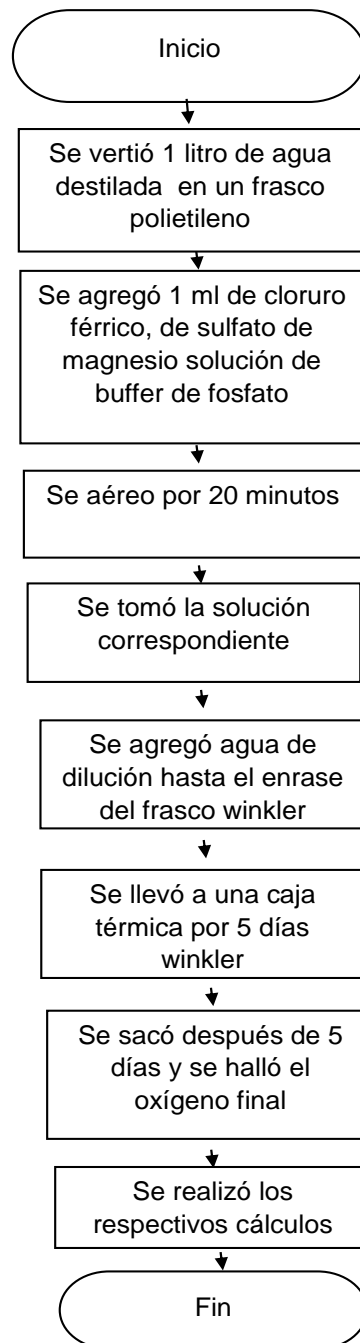 Inicio
Se vertió 1 litro de agua
destilada en un frasco
polietileno
Se agregó 1 ml de cloruro
férrico, de sulfato de
magnesio solución de
buffer de fosfato
Se aéreo por 20 minutos
Se tomó la solución
correspondiente
Se agregó agua de
dilución hasta el enrase
del frasco winkler
Se llevó a una caja
térmica por 5 días
winkler
Se sacó después de 5
días y se halló el
oxígeno final
Se realizó los
respectivos cálculos
Fin